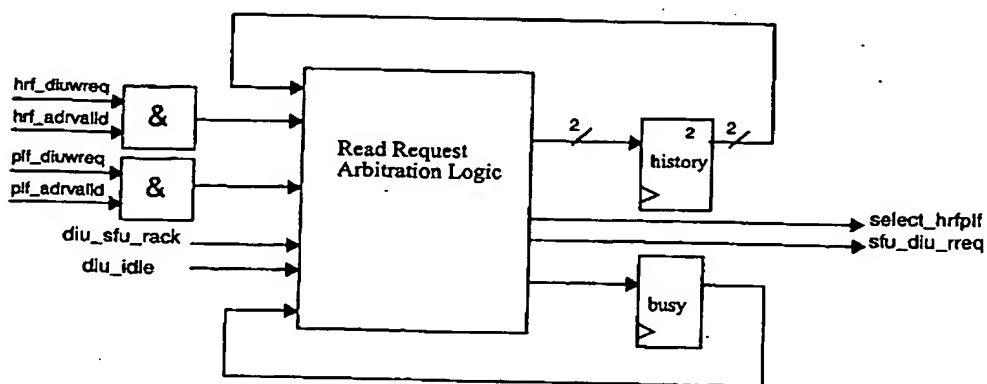 hrf_diuwreq
hrf_adrvalid
&
plf_diuwreq
plf_adrvalid
&
diu_sfu_rack
diu_idle
Read Request
Arbitration Logic
2
2
2
history
select_hrfplf
sfu_diu_rreq
busy